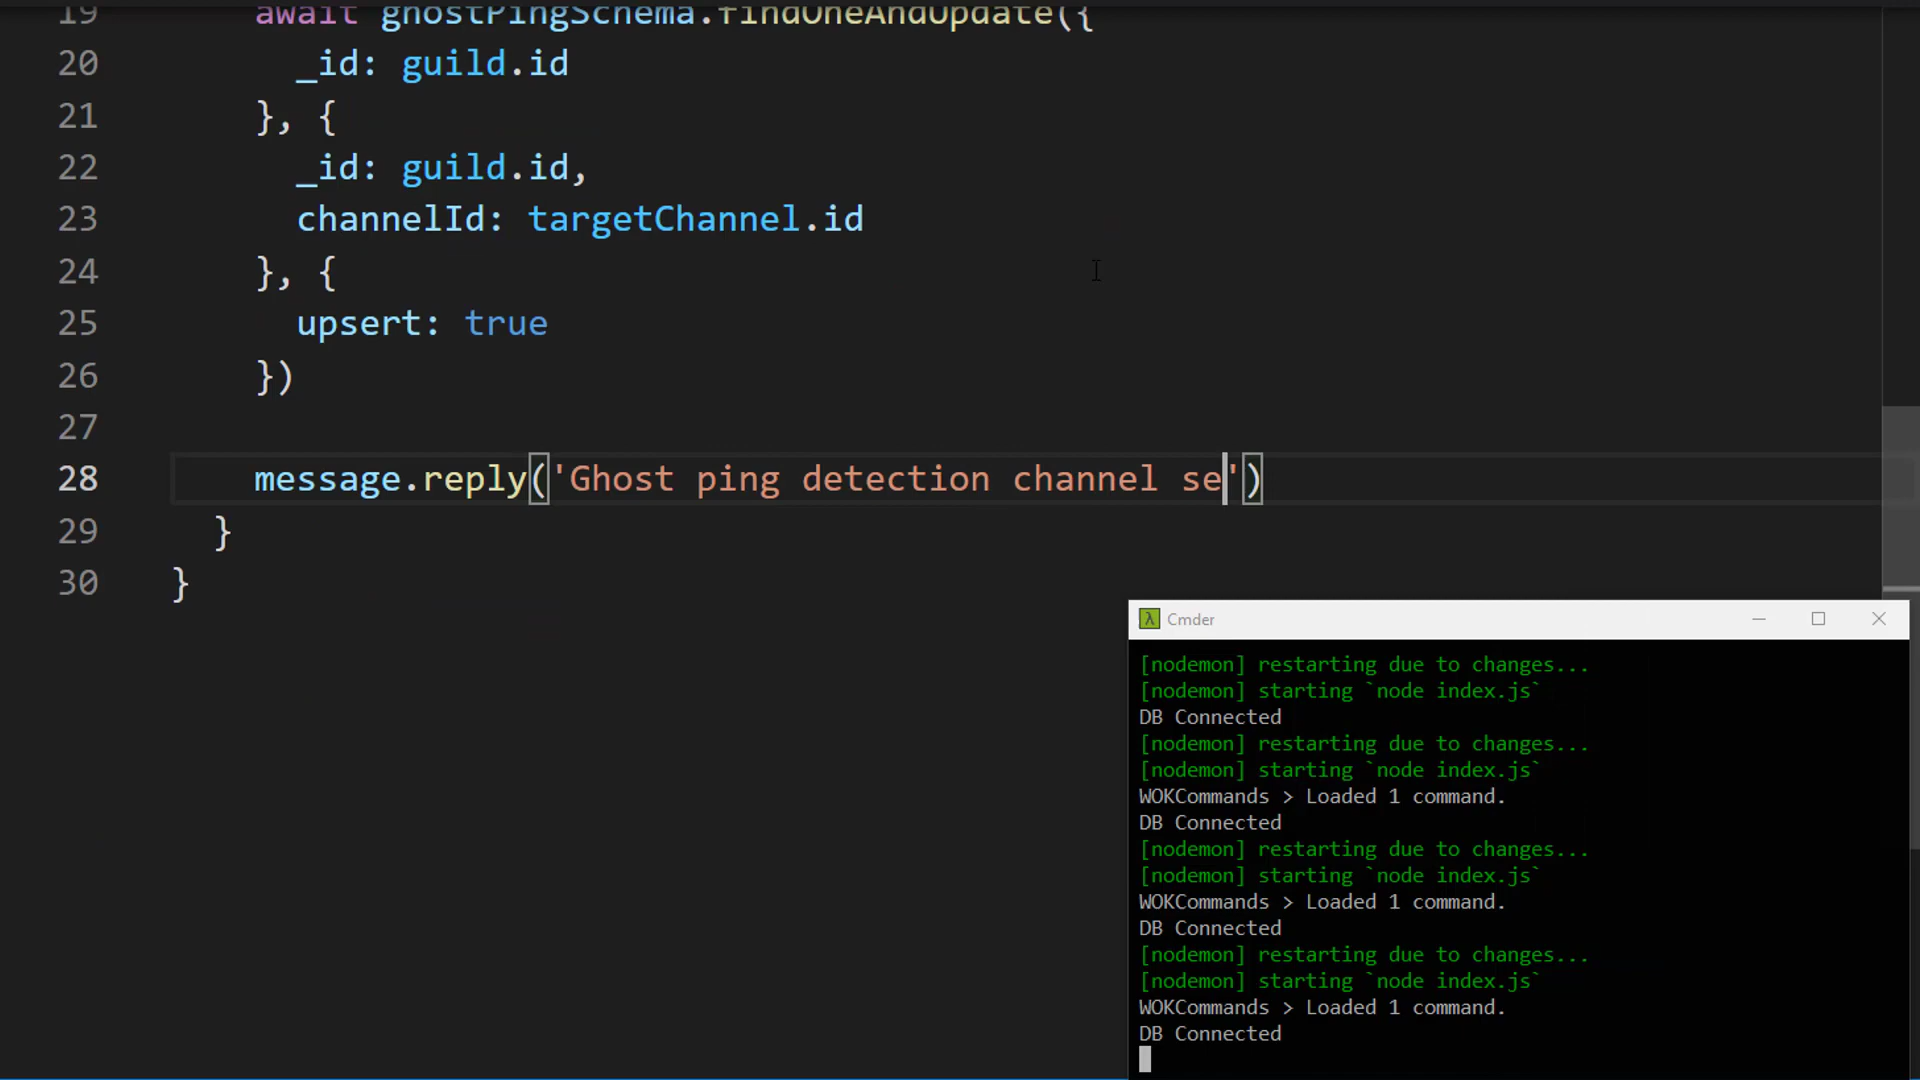 19 await ghostPingSchema.findOneAndUpdate({
20 _id: guild.id
21 }, {
22 _id: guild.id,
23 channelId: targetChannel.id
24 }, {
25 upsert: true
26 })
27
28 message.reply('Ghost ping detection channel se')
29 }
30 }
Cmder
[nodemon] restarting due to changes...
[nodemon] starting `node index.js`
DB Connected
[nodemon] restarting due to changes...
[nodemon] starting `node index.js`
WOKCommands > Loaded 1 command.
DB Connected
[nodemon] restarting due to changes...
[nodemon] starting `node index.js`
WOKCommands > Loaded 1 command.
DB Connected
[nodemon] restarting due to changes...
[nodemon] starting `node index.js`
WOKCommands > Loaded 1 command.
DB Connected